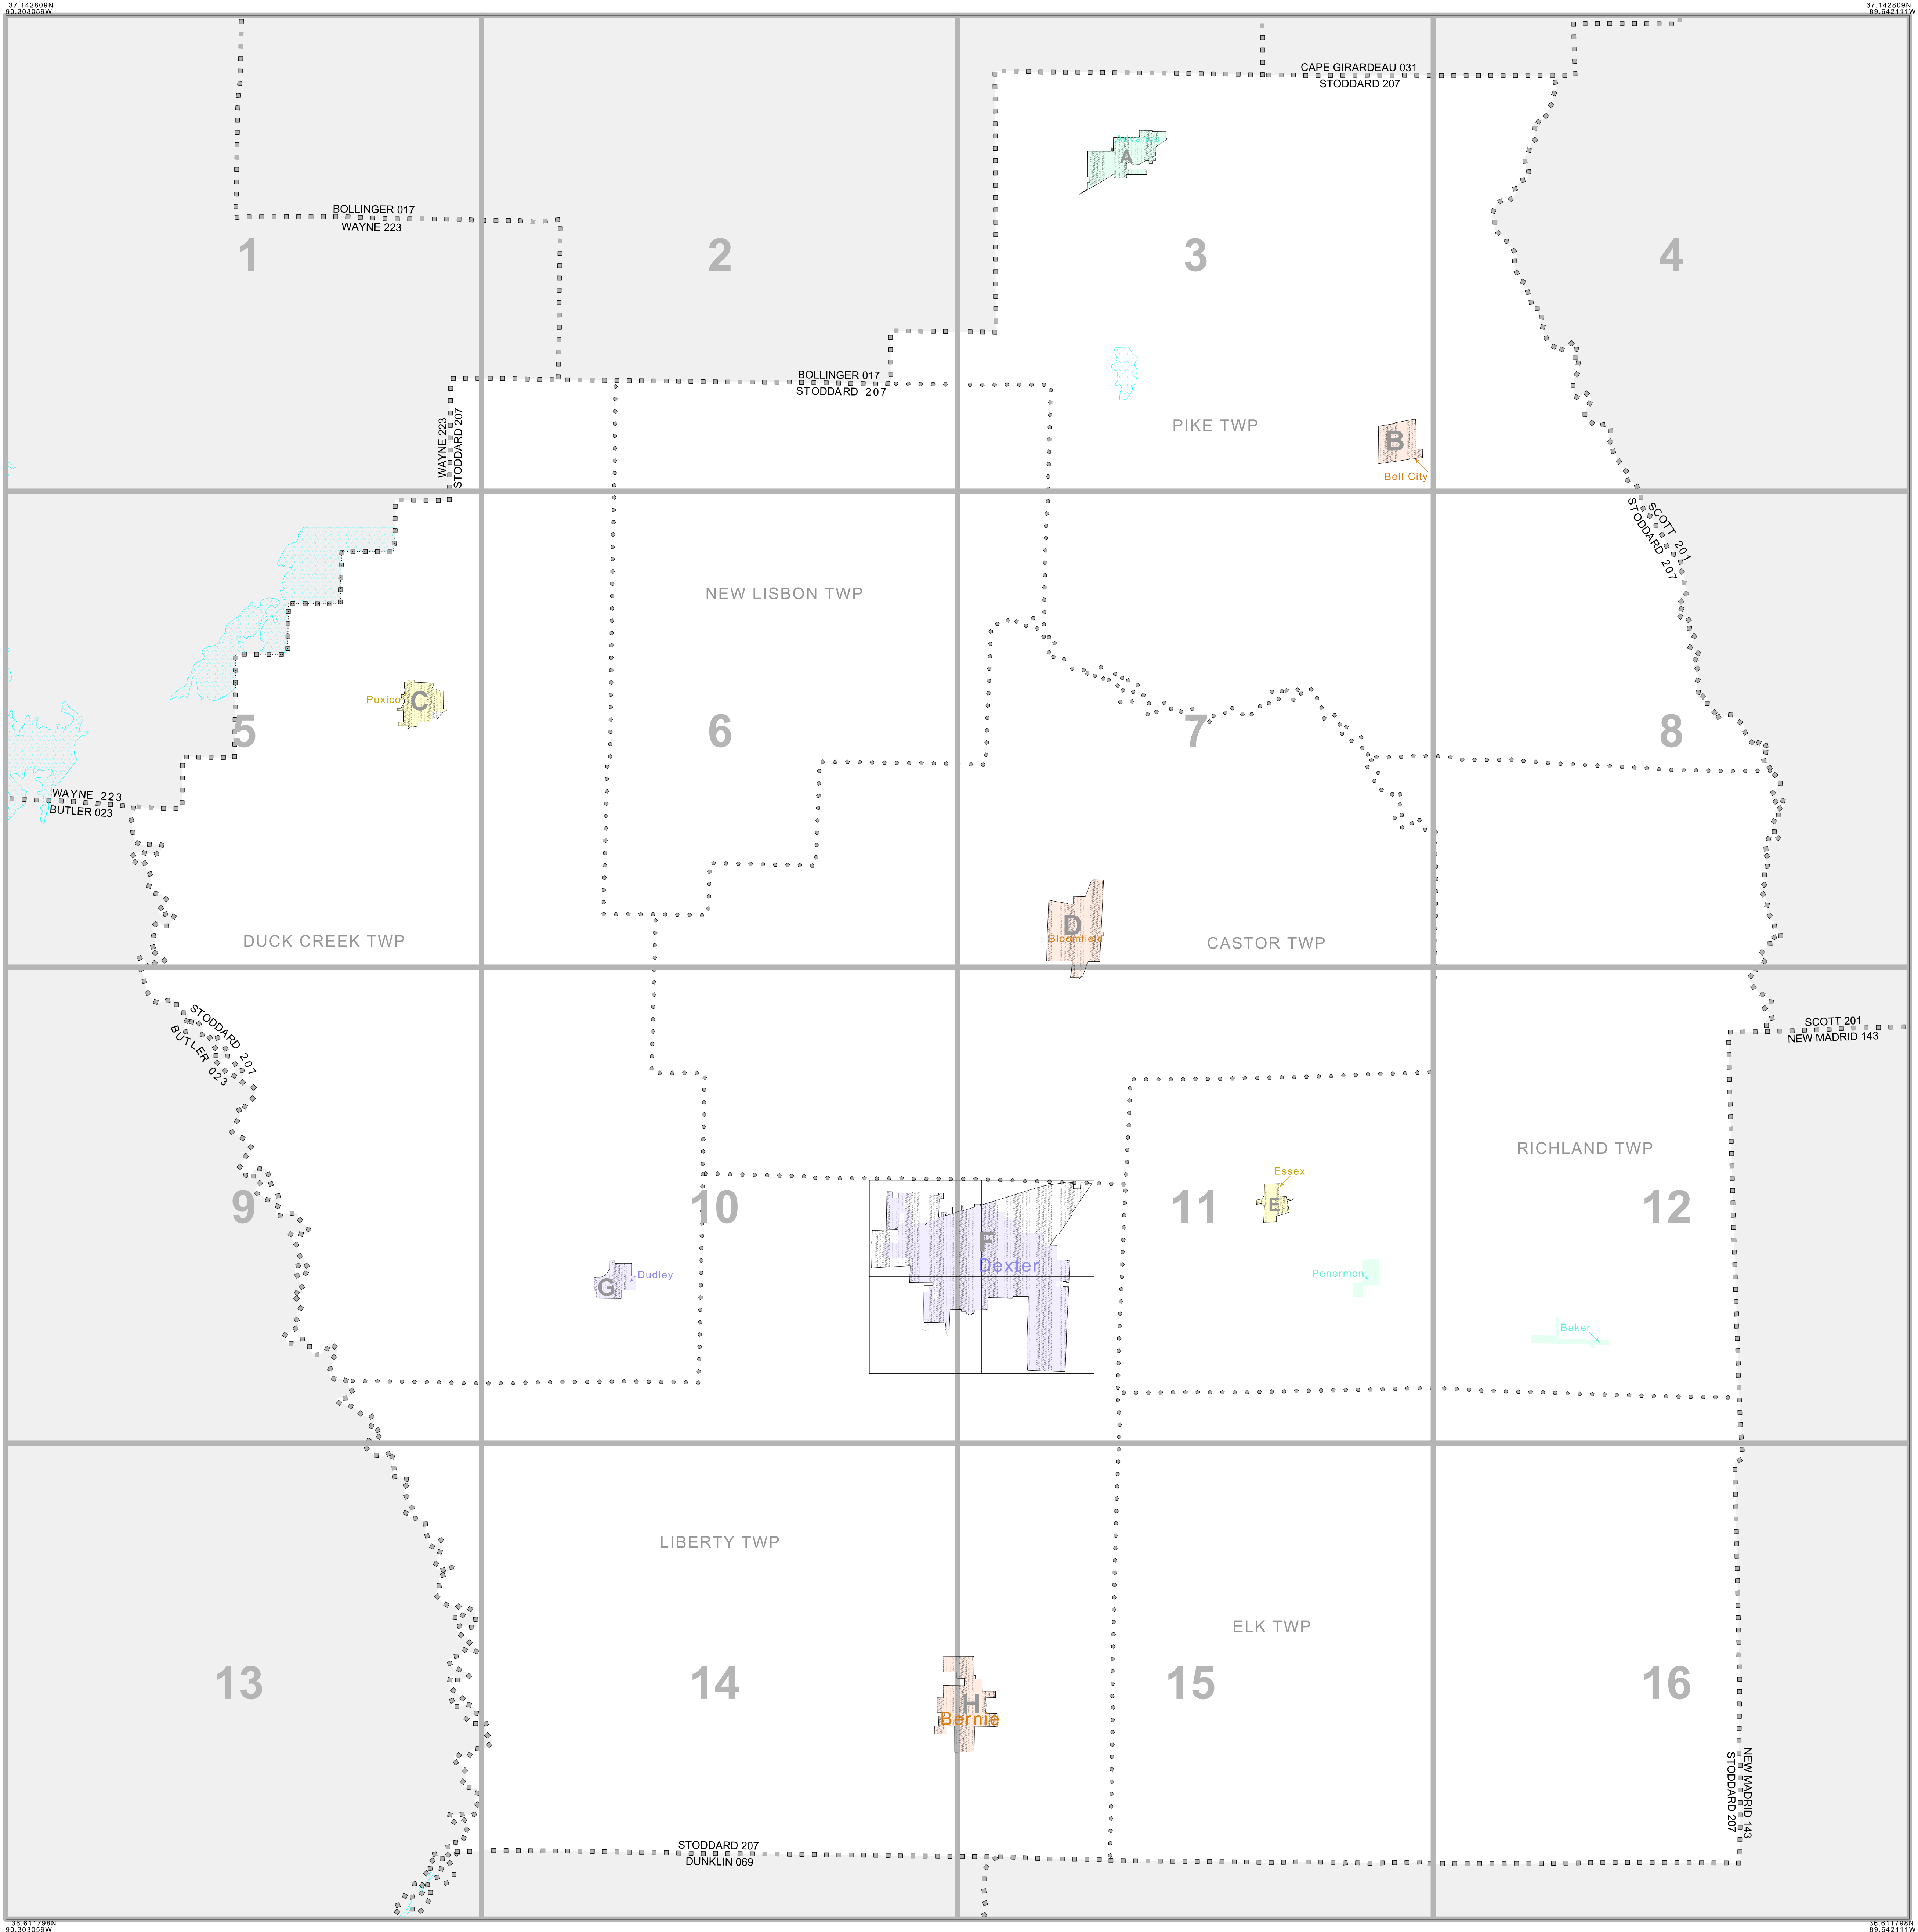 37.142809N
90.303059W
37.142809N
89.642111W
CAPE GIRARDEAU 031
STODDARD 207
Advance
A
BOLLINGER 017
WAYNE 223
1
2
3
4
BOLLINGER 017
STODDARD 207
WAYNE 223
STODDARD 207
PIKE TWP
B
Bell City
SCOTT 201
STODDARD 207
NEW LISBON TWP
Puxico
C
5
6
7
8
WAYNE 223
BUTLER 023
D
Bloomfield
DUCK CREEK TWP
CASTOR TWP
STODDARD 207
BUTLER 023
SCOTT 201
NEW MADRID 143
RICHLAND TWP
Essex
E
9
10
11
12
1
2
F
Dexter
G
Dudley
Penermon
3
4
Baker
LIBERTY TWP
ELK TWP
13
14
15
16
H
Bernie
NEW MADRID 143
STODDARD 207
STODDARD 207
DUNKLIN 069
36.611798N
90.303059W
36.611798N
89.642111W